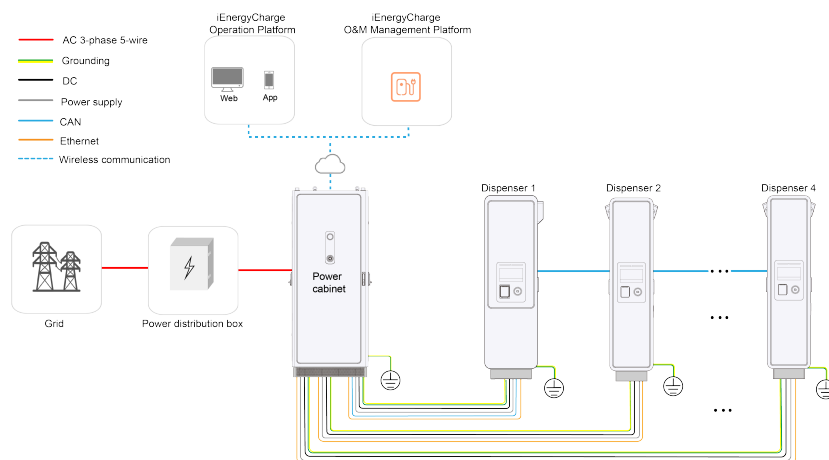 iEnergyCharge
Operation Platform
iEnergyCharge
O&M Management Platform
AC 3-phase 5-wire
Grounding
DC
Power supply
CAN
Ethernet
Wireless communication
Web
App
Dispenser 1
Dispenser 2
Dispenser 4
Power
cabinet
Grid
Power distribution box